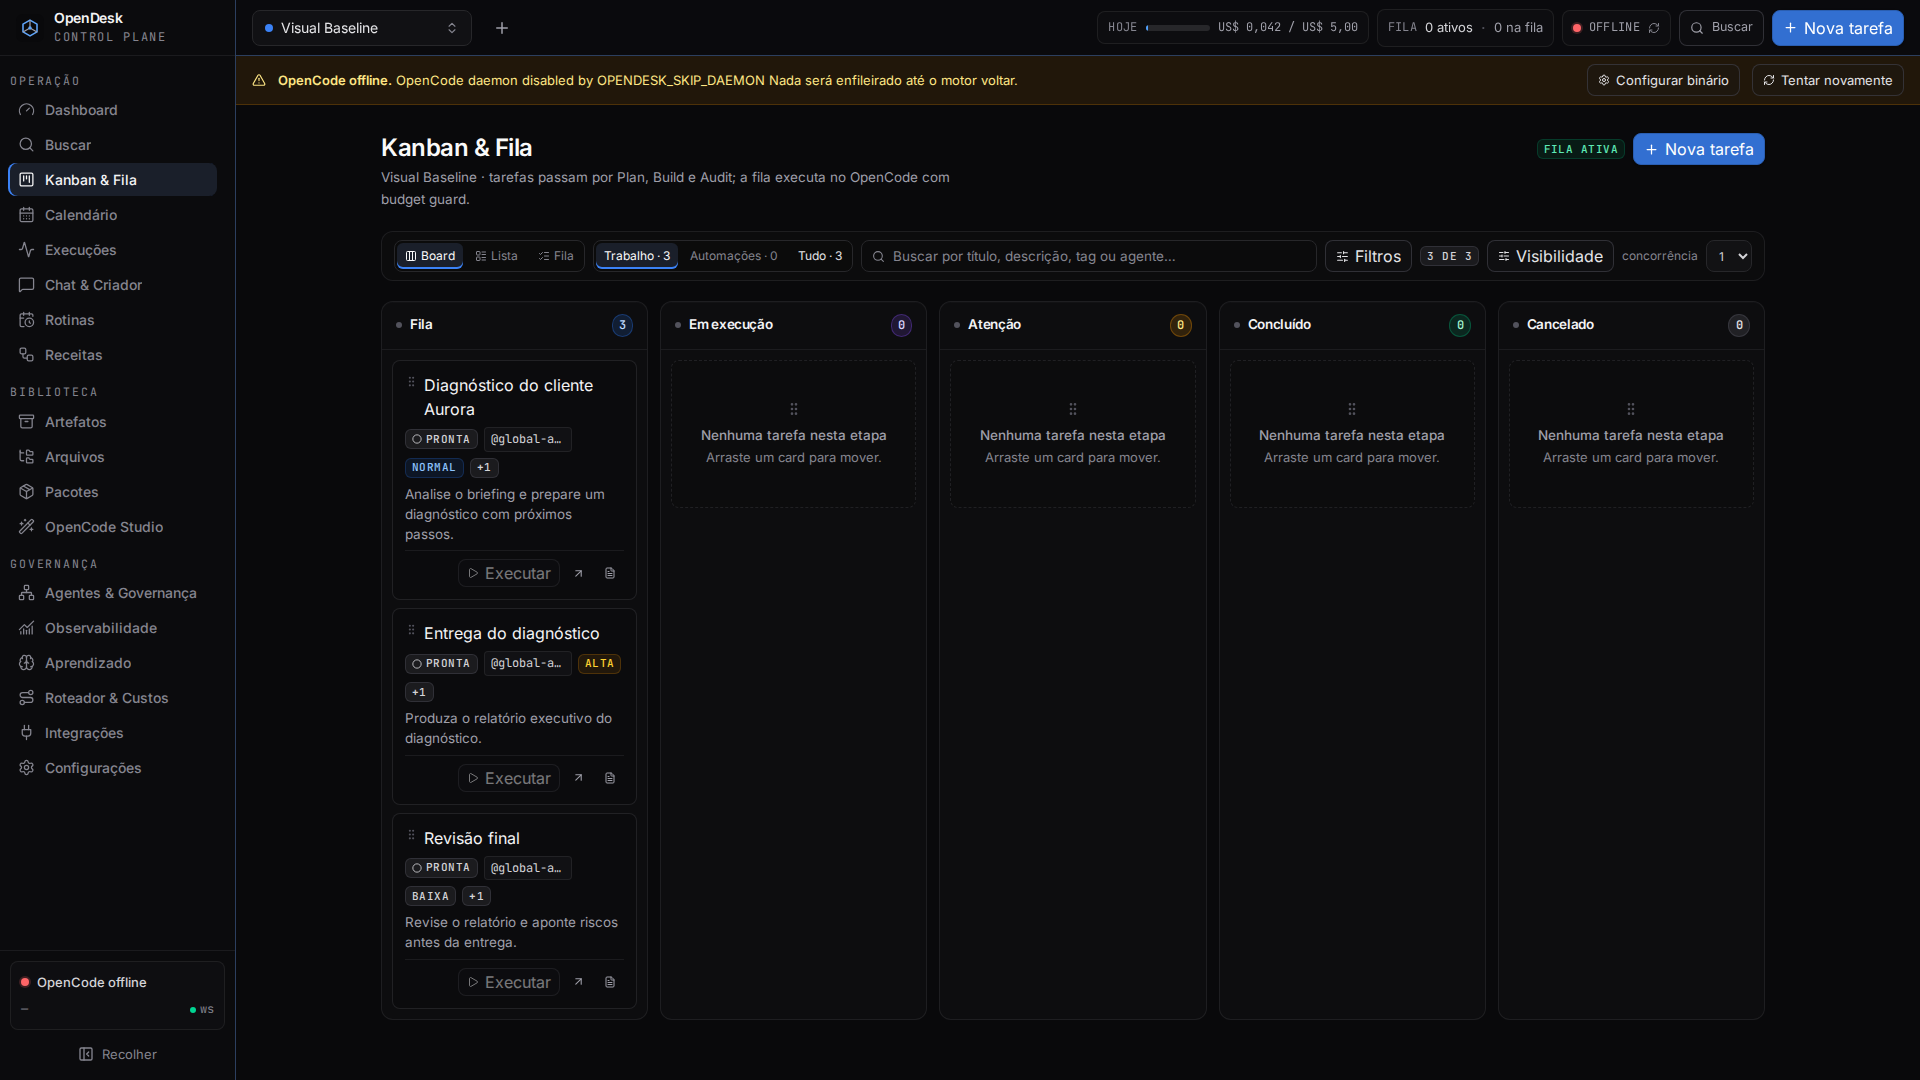 OpenDesk
CONTROL PLANE
Visual Baseline
HOJE US$ 0,042 / US$ 5,00
FILA 0 ativos · 0 na fila
OFFLINE
Buscar
Nova tarefa
OpenCode offline. OpenCode daemon disabled by OPENDESK_SKIP_DAEMON Nada será enfileirado até o motor voltar.
Configurar binário
Tentar novamente
OPERAÇÃO
Dashboard
Buscar
Kanban & Fila
Calendário
Execuções
Chat & Criador
Rotinas
Receitas
BIBLIOTECA
Artefatos
Arquivos
Pacotes
OpenCode Studio
GOVERNANÇA
Agentes & Governança
Observabilidade
Aprendizado
Roteador & Custos
Integrações
Configurações
OpenCode offline
—
WS
Recolher
Kanban & Fila
Visual Baseline · tarefas passam por Plan, Build e Audit; a fila executa no OpenCode com
budget guard.
FILA ATIVA
Nova tarefa
Board
Lista
Fila
Trabalho · 3
Automações · 0
Tudo · 3
Buscar por título, descrição, tag ou agente...
Filtros
3 DE 3
Visibilidade
concorrência
1
Fila
3
Diagnóstico do cliente
Aurora
PRONTA
@global-a…
NORMAL
+1
Analise o briefing e prepare um
diagnóstico com próximos
passos.
Executar
Entrega do diagnóstico
PRONTA
@global-a…
ALTA
+1
Produza o relatório executivo do
diagnóstico.
Executar
Revisão final
PRONTA
@global-a…
BAIXA
+1
Revise o relatório e aponte riscos
antes da entrega.
Executar
Em execução
0
Nenhuma tarefa nesta etapa
Arraste um card para mover.
Atenção
0
Nenhuma tarefa nesta etapa
Arraste um card para mover.
Concluído
0
Nenhuma tarefa nesta etapa
Arraste um card para mover.
Cancelado
0
Nenhuma tarefa nesta etapa
Arraste um card para mover.